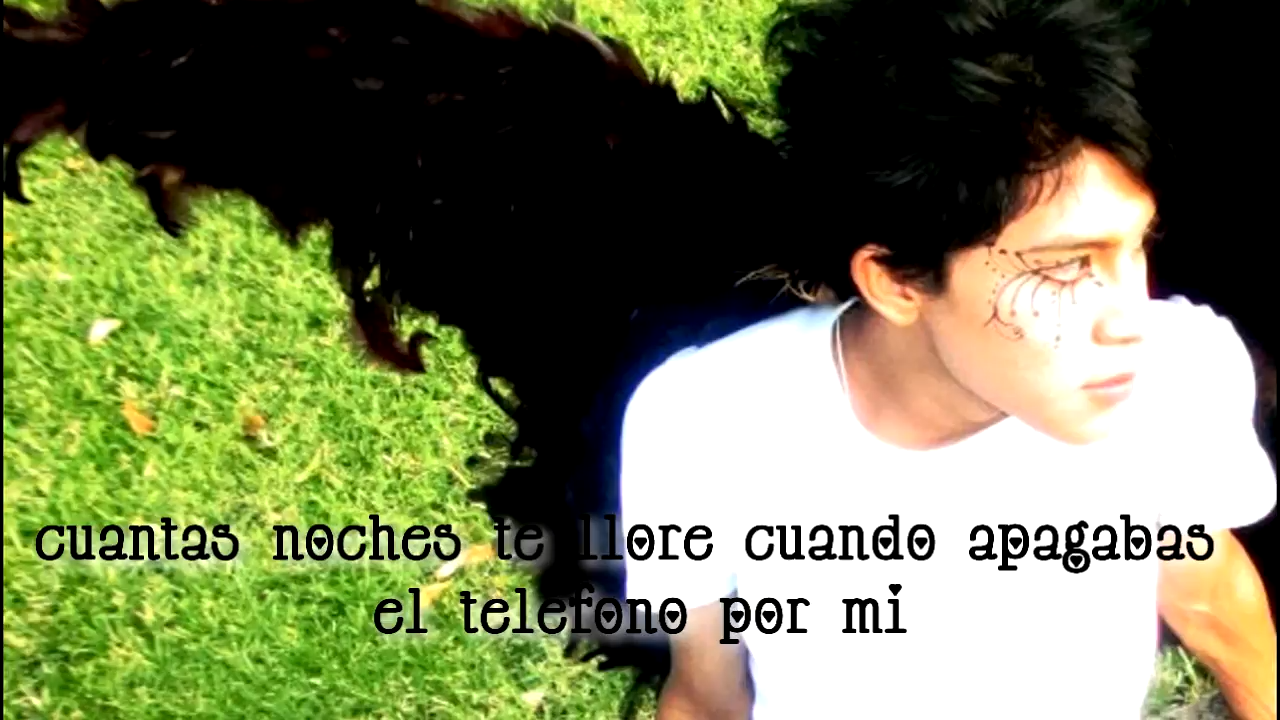 cuantas noches te llore cuando apagabas
el telefono por mi